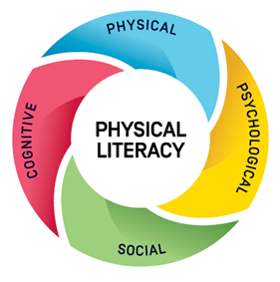 PHYSICAL
PSYCHOLOGICAL
SOCIAL
COGNITIVE
PHYSICAL
LITERACY